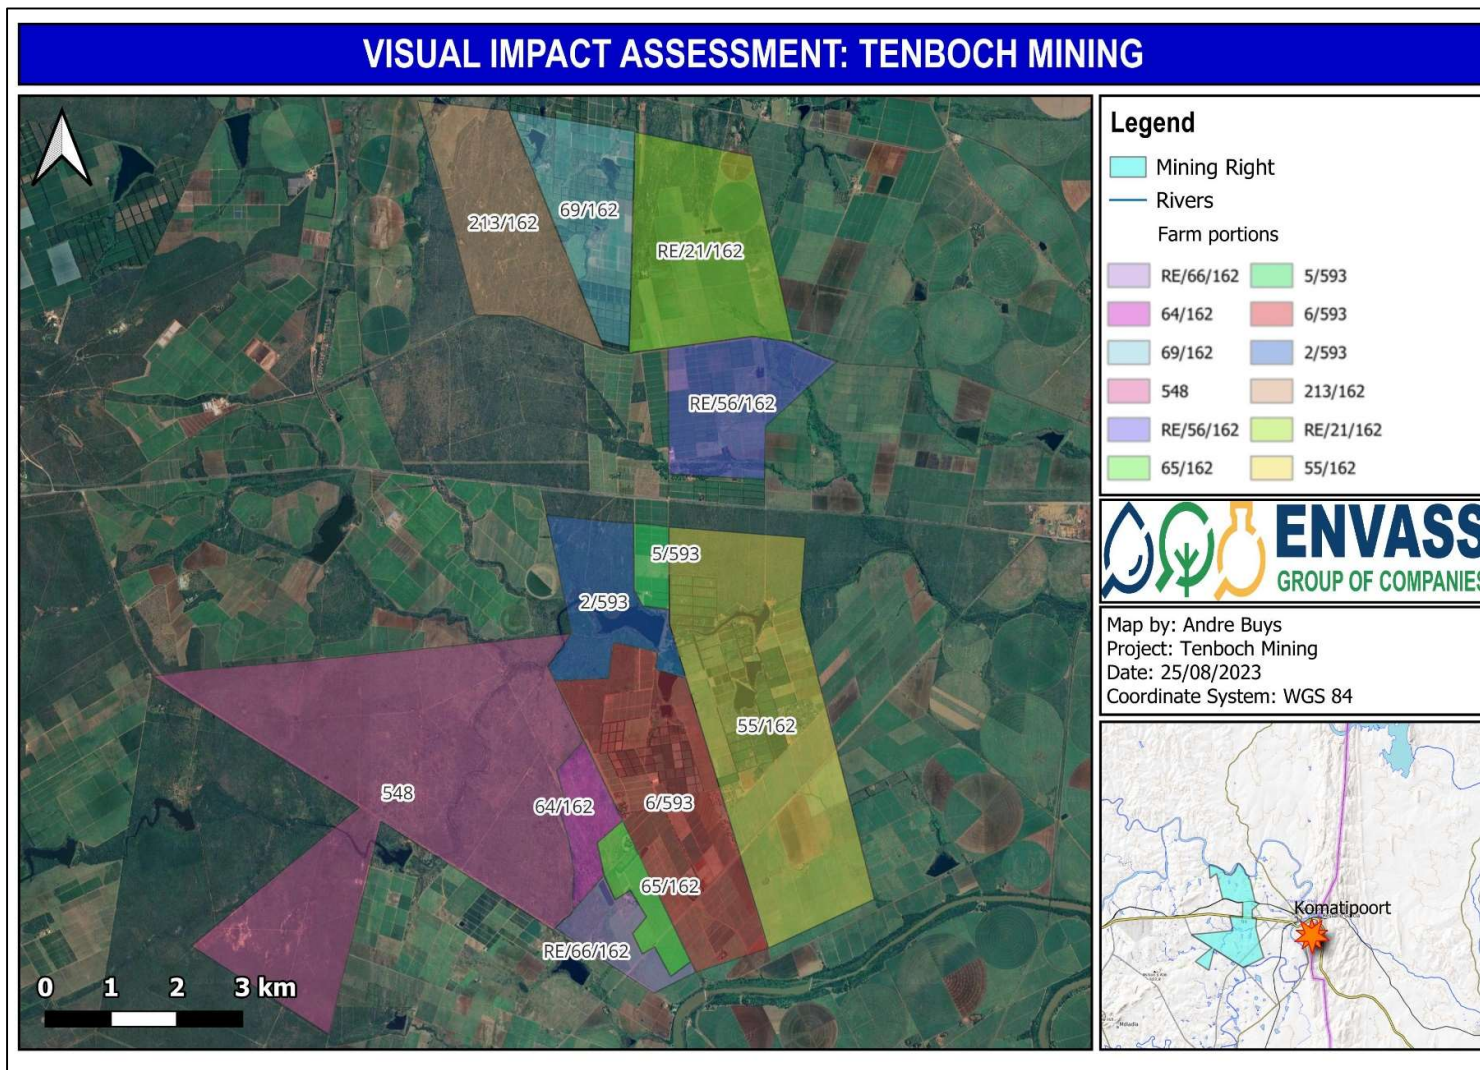 VISUAL IMPACT ASSESSMENT: TENBOCH MINING
213/162
69/162
RE/21/162
RE/56/162
5/593
2/593
55/162
548
64/162
6/593
65/162
RE/66/162
0 1 2 3 km
Legend
Mining Right
Rivers
Farm portions
RE/66/162 5/593
64/162 6/593
69/162 2/593
548 213/162
RE/56/162 RE/21/162
65/162 55/162
ENVASS
GROUP OF COMPANIES
Map by: Andre Buys
Project: Tenboch Mining
Date: 25/08/2023
Coordinate System: WGS 84
Komatipoort